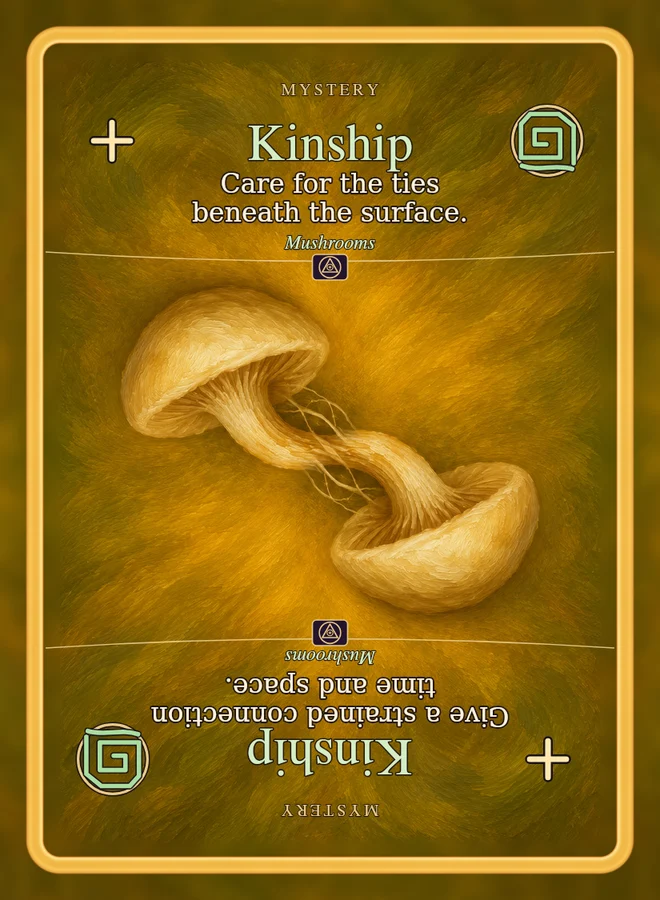 MYSTERY
Kinship
Care for the ties
beneath the surface.
Mushrooms
MYSTERY
Kinship
Give a strained connection
time and space.
Mushrooms